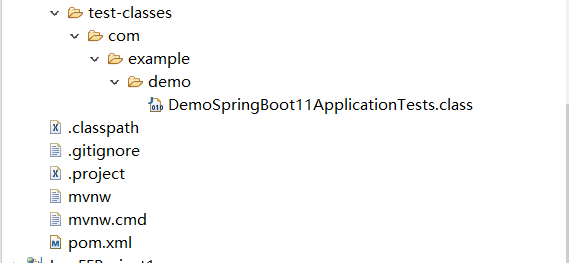 test-classes
com
example
demo
DemoSpringBoot11ApplicationTests.class
.classpath
.gitignore
.project
mvnw
mvnw.cmd
pom.xml